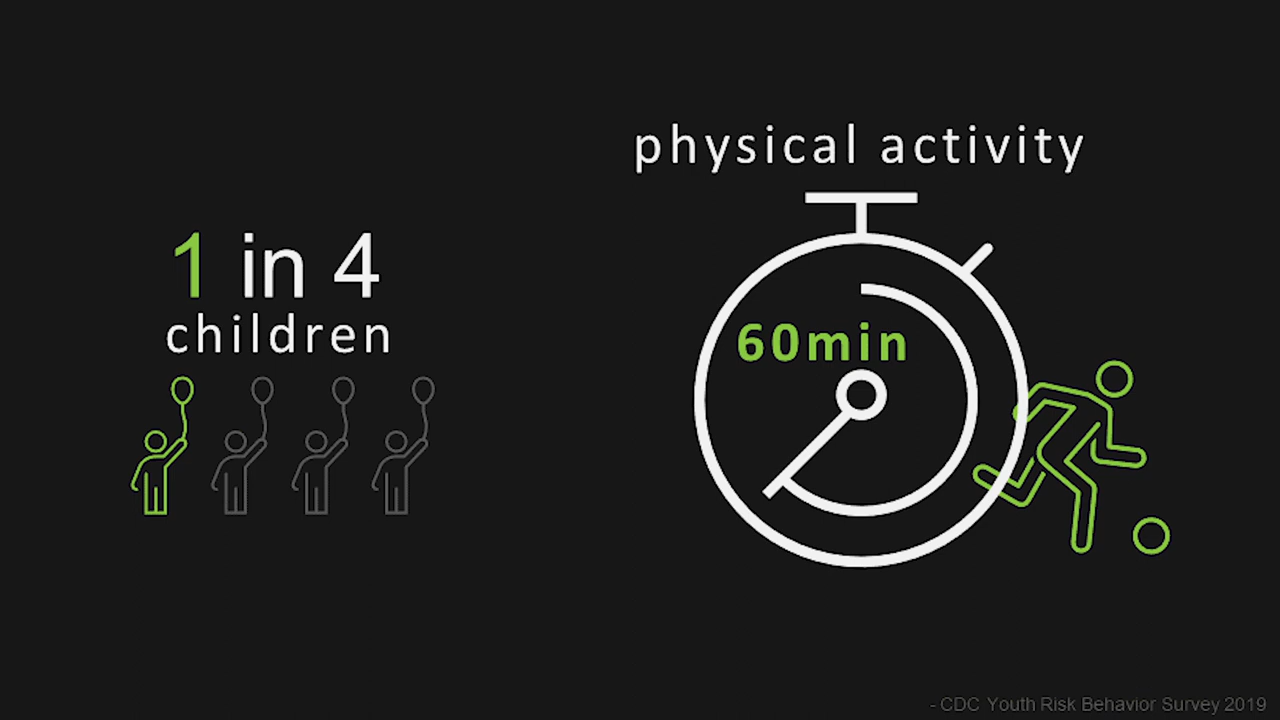 1 in 4
children
physical activity
60min
- CDC Youth Risk Behavior Survey 2019